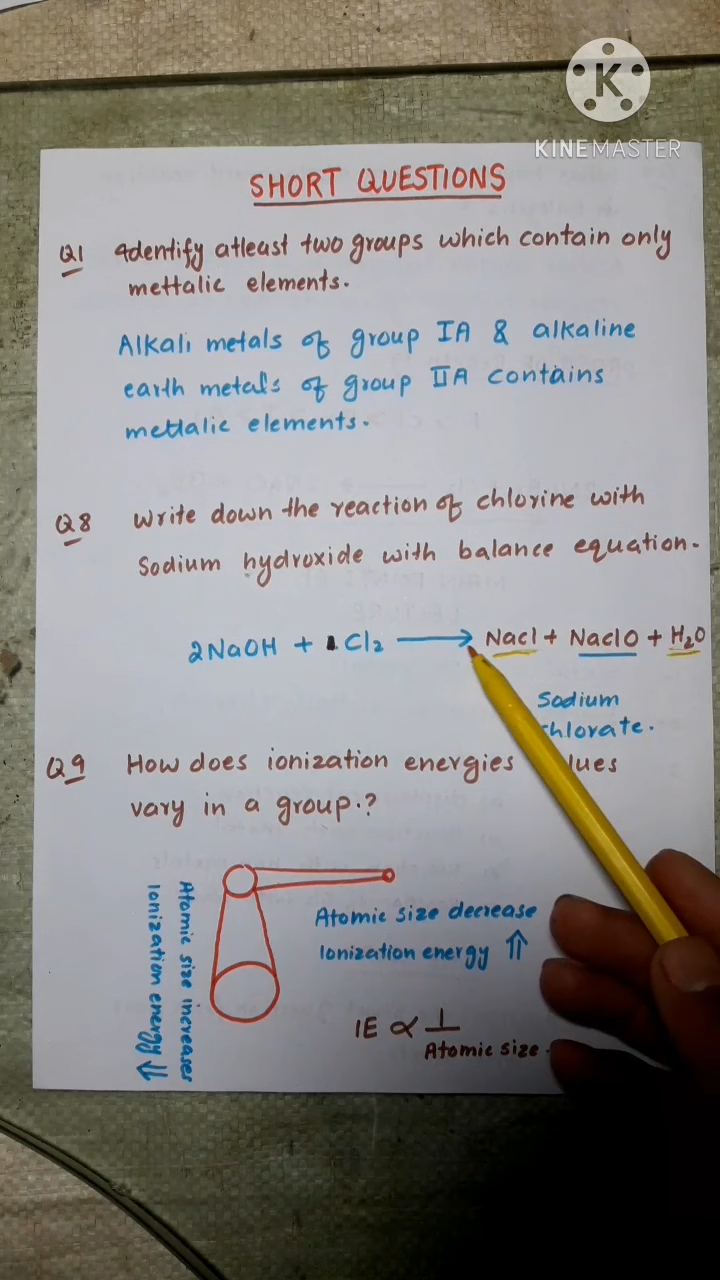 K
KINEMASTER
SHORT QUESTIONS
Q1 Identify atleast two groups which contain only
mettalic elements.
Alkali metals of group IA & alkaline
earth metals of group IIA contains
mettalic elements.
Q8 Write down the reaction of chlorine with
Sodium hydroxide with balance equation.
2NaOH + Cl₂ ⟶ Nacl + NaclO + H₂O
Sodium
chlorate.
Q9 How does ionization energies
vary in a group.?
Atomic size decrease
Ionization energy ⇑
Atomic size increases
Ionization energy ⇓
IE ∝ 1
Atomic size.